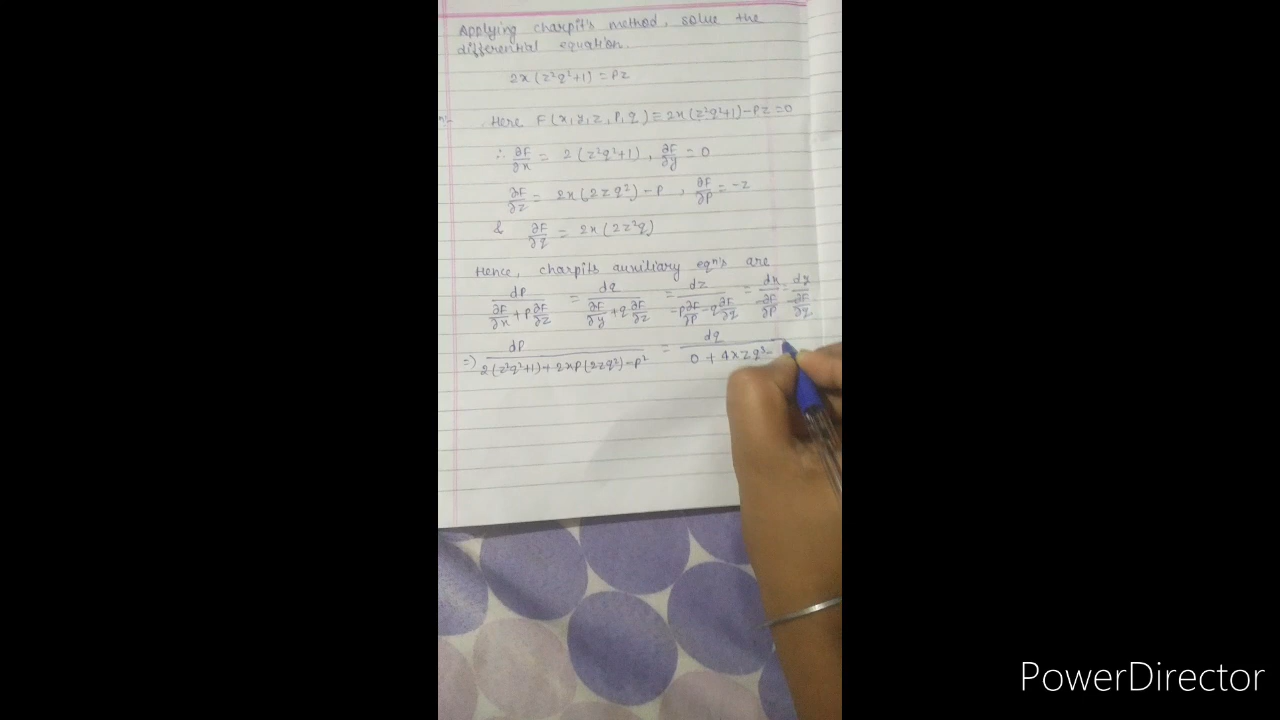 Applying charpit's method, solve the
differential equation.
2x(z²q²+1) = Pz
Here F(x,y,z,P,q) ≡ 2x(z²q²+1)-Pz=0
∴ ∂F/∂x = 2(z²q²+1), ∂F/∂y = 0
∂F/∂z = 2x(2zq²)-P, ∂F/∂P = -z
& ∂F/∂q = 2x(2z²q)
Hence, charpits auxiliary eqⁿ's are
dP/(∂F/∂x + P ∂F/∂z) = dq/(∂F/∂y + q ∂F/∂z) = dz/(-P ∂F/∂P - q ∂F/∂q) = dx/(-∂F/∂P) = dy/(-∂F/∂q)
=) dP/(2(z²q²+1)+2xP(2zq²)-P²) = dq/(0+4xzq³-
PowerDirector